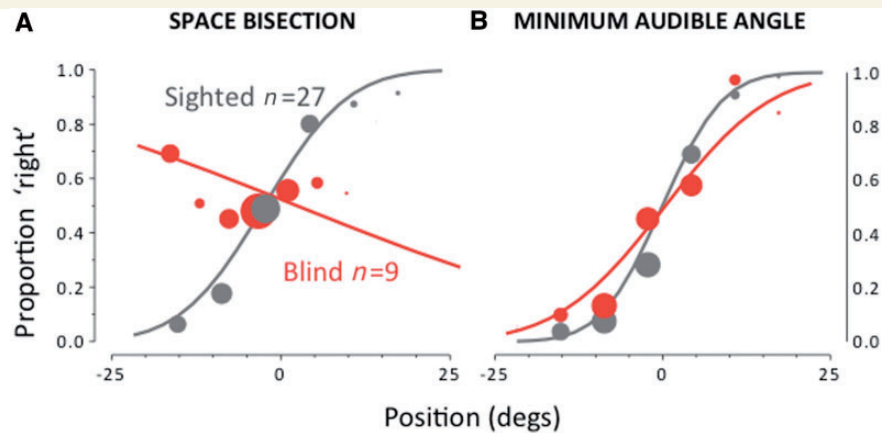 A SPACE BISECTION
B MINIMUM AUDIBLE ANGLE
Proportion 'right'
1.0
0.8
0.6
0.4
0.2
0.0
Sighted n=27
Blind n=9
-25 0 25
-25 0 25
1.0
0.8
0.6
0.4
0.2
0.0
Position (degs)